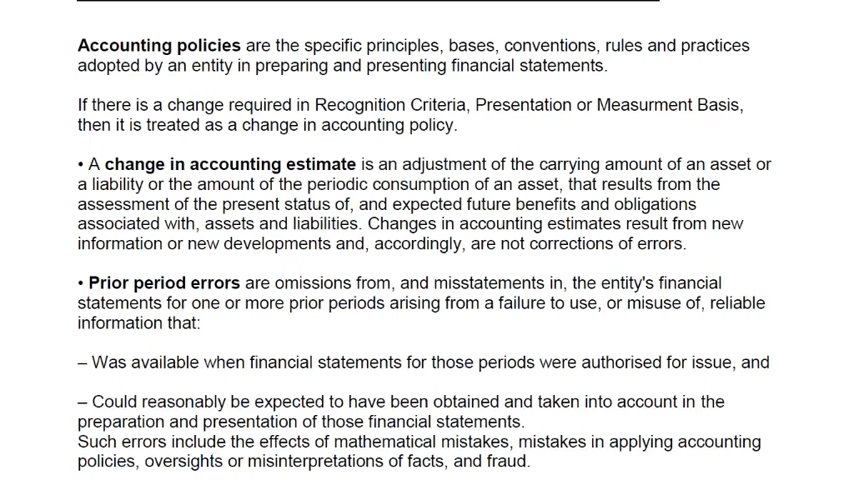 Accounting policies are the specific principles, bases, conventions, rules and practices
adopted by an entity in preparing and presenting financial statements.
If there is a change required in Recognition Criteria, Presentation or Measurment Basis,
then it is treated as a change in accounting policy.
• A change in accounting estimate is an adjustment of the carrying amount of an asset or
a liability or the amount of the periodic consumption of an asset, that results from the
assessment of the present status of, and expected future benefits and obligations
associated with, assets and liabilities. Changes in accounting estimates result from new
information or new developments and, accordingly, are not corrections of errors.
• Prior period errors are omissions from, and misstatements in, the entity's financial
statements for one or more prior periods arising from a failure to use, or misuse of, reliable
information that:
– Was available when financial statements for those periods were authorised for issue, and
– Could reasonably be expected to have been obtained and taken into account in the
preparation and presentation of those financial statements.
Such errors include the effects of mathematical mistakes, mistakes in applying accounting
policies, oversights or misinterpretations of facts, and fraud.